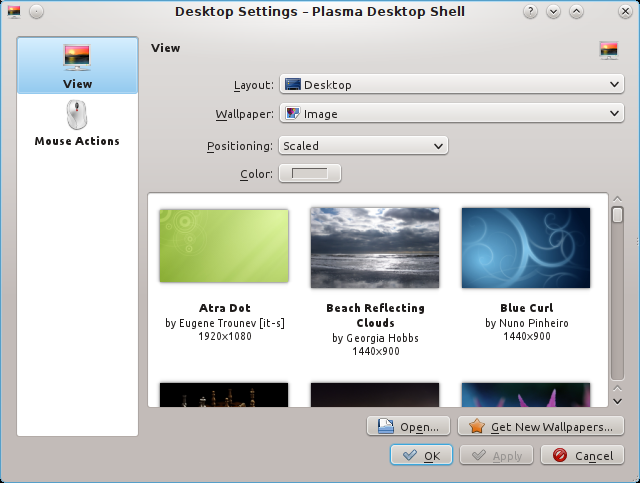 Desktop Settings – Plasma Desktop Shell
?
View
Mouse Actions
View
Layout: Desktop
Wallpaper: Image
Positioning: Scaled
Color:
Atra Dot
by Eugene Trounev [it-s]
1920x1080
Beach Reflecting
Clouds
by Georgia Hobbs
1440x900
Blue Curl
by Nuno Pinheiro
1440x900
Open...
Get New Wallpapers...
OK
Apply
Cancel